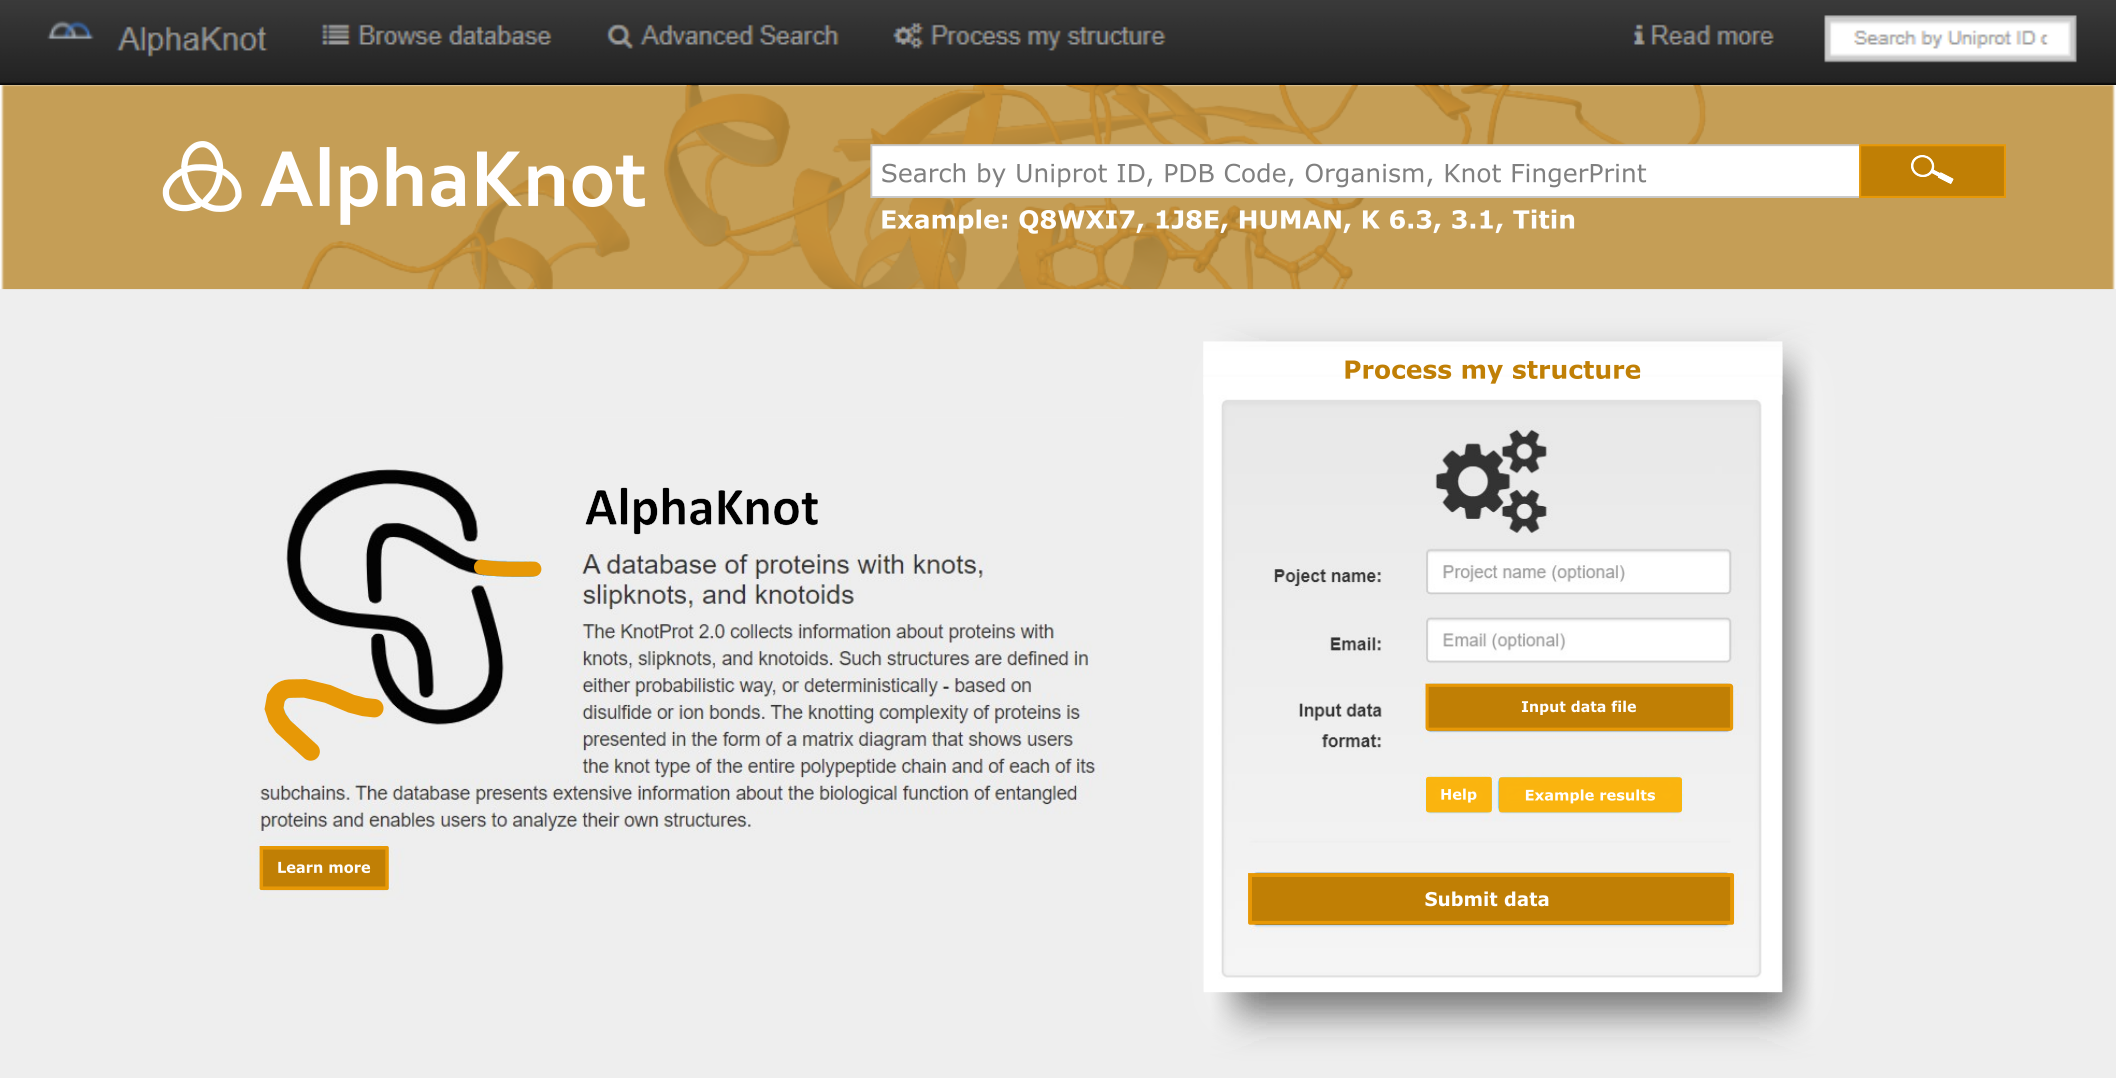 AlphaKnot
Browse database
Advanced Search
Process my structure
Read more
Search by Uniprot ID c
AlphaKnot
Search by Uniprot ID, PDB Code, Organism, Knot FingerPrint
Example: Q8WXI7, 1J8E, HUMAN, K 6.3, 3.1, Titin
AlphaKnot
A database of proteins with knots,
slipknots, and knotoids
The KnotProt 2.0 collects information about proteins with
knots, slipknots, and knotoids. Such structures are defined in
either probabilistic way, or deterministically - based on
disulfide or ion bonds. The knotting complexity of proteins is
presented in the form of a matrix diagram that shows users
the knot type of the entire polypeptide chain and of each of its
subchains. The database presents extensive information about the biological function of entangled
proteins and enables users to analyze their own structures.
Learn more
Process my structure
Poject name:
Project name (optional)
Email:
Email (optional)
Input data
format:
Input data file
Help
Example results
Submit data